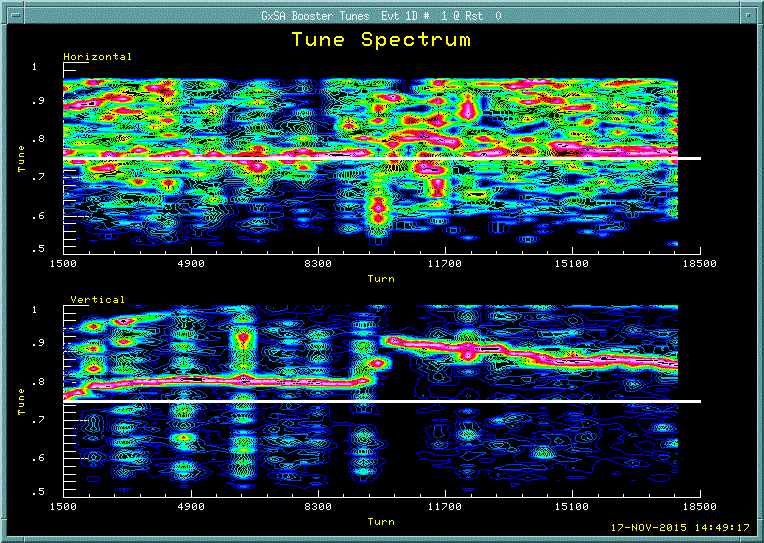 GxSA Booster Tunes  Evt 1D #  1 @ Rst  0
Tune Spectrum
Horizontal
1
.9
.8
.7
.6
.5
Tune
1500 4900 8300 11700 15100 18500
Turn
Vertical
1
.9
.8
.7
.6
.5
Tune
1500 4900 8300 11700 15100 18500
Turn
17-NOV-2015 14:49:17